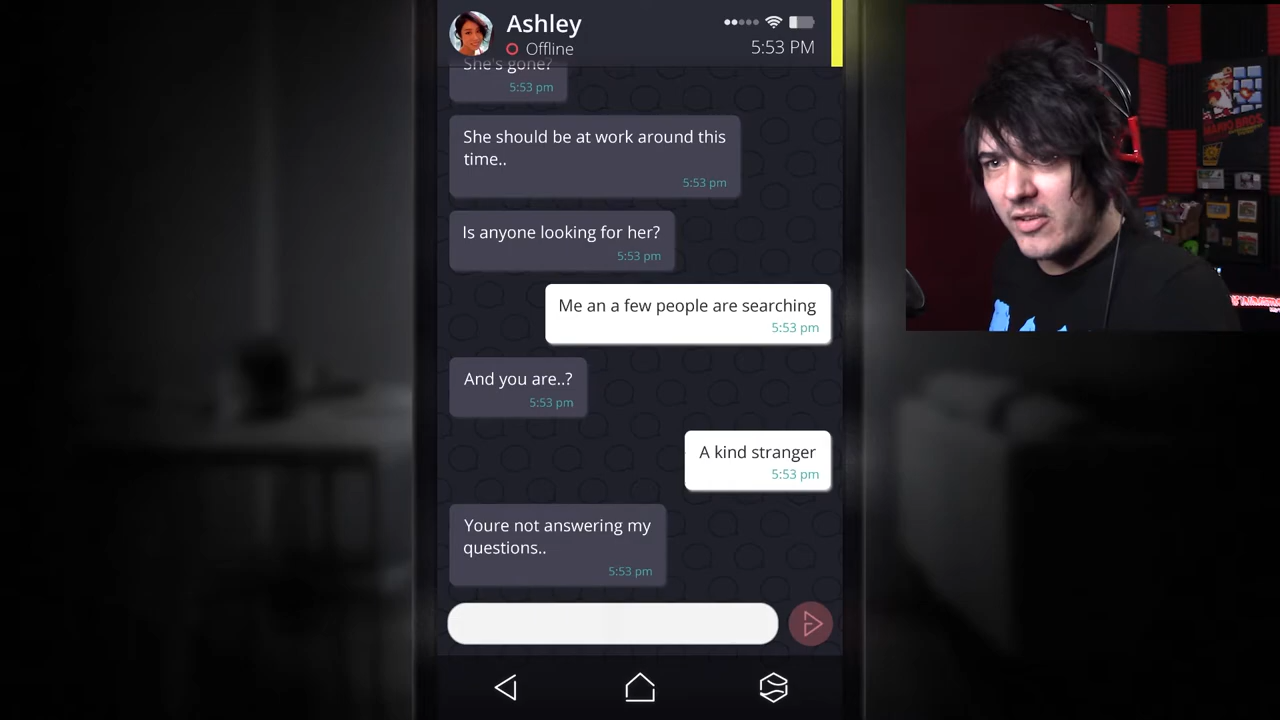 Ashley
Offline
5:53 PM
She's gone?
5:53 pm
She should be at work around this
time..
5:53 pm
Is anyone looking for her?
5:53 pm
Me an a few people are searching
5:53 pm
And you are..?
5:53 pm
A kind stranger
5:53 pm
Youre not answering my
questions..
5:53 pm
MARIO BROS.